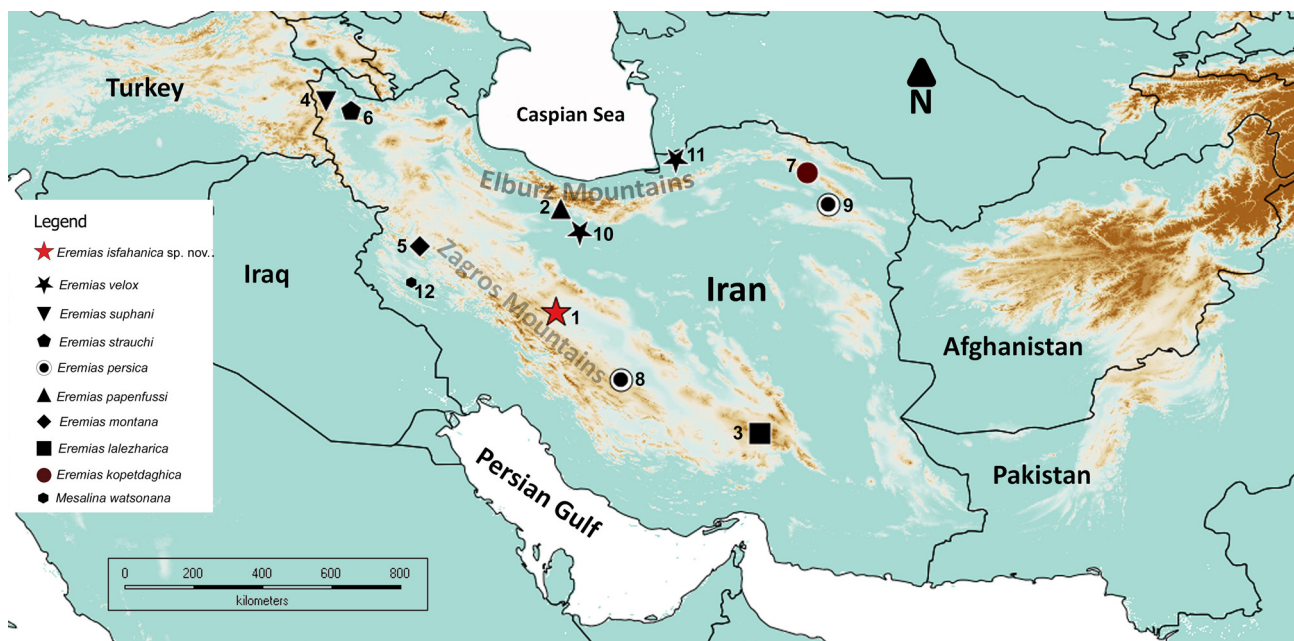 Turkey
Caspian Sea
N
4
6
11
7
9
Elburz Mountains
2
10
5
12
Zagros Mountains
Iraq
Iran
1
Afghanistan
8
3
Pakistan
Persian Gulf
Legend
Eremias isfahanica sp. nov..
Eremias velox
Eremias suphani
Eremias strauchi
Eremias persica
Eremias papenfussi
Eremias montana
Eremias lalezharica
Eremias kopetdaghica
Mesalina watsonana
0 200 400 600 800
kilometers